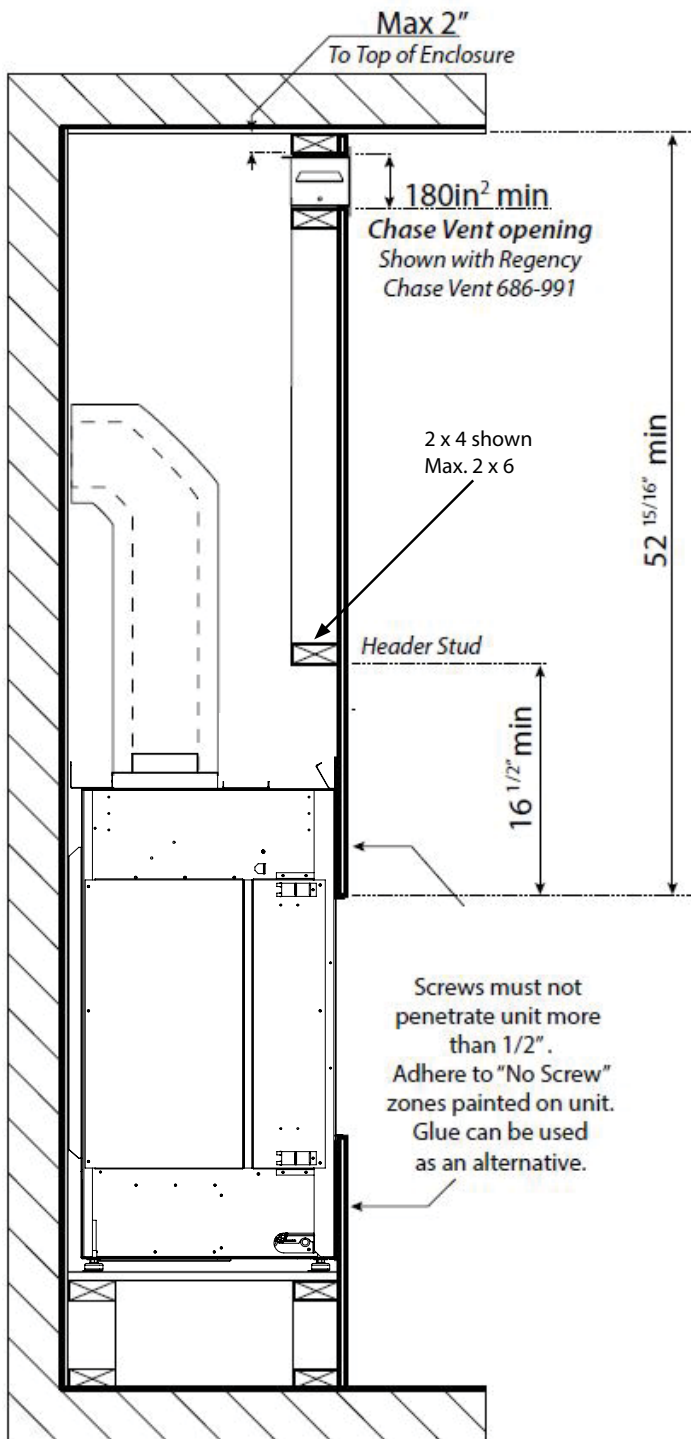 Max 2”
To Top of Enclosure
180in² min
Chase Vent opening
Shown with Regency
Chase Vent 686-991
2 x 4 shown
Max. 2 x 6
52 15/16” min
Header Stud
16 1/2” min
Screws must not
penetrate unit more
than 1/2” .
Adhere to “No Screw”
zones painted on unit.
Glue can be used
as an alternative.